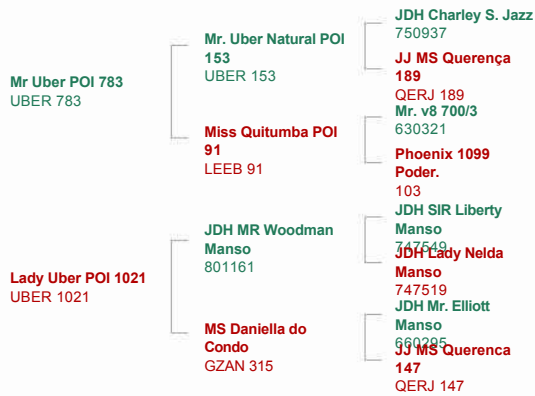 Mr Uber POI 783
UBER 783
Lady Uber POI 1021
UBER 1021
Mr. Uber Natural POI
153
UBER 153
Miss Quitumba POI
91
LEEB 91
JDH MR Woodman
Manso
801161
MS Daniella do
Condo
GZAN 315
JDH Charley S. Jazz
750937
JJ MS Querença
189
QERJ 189
Mr. v8 700/3
630321
Phoenix 1099
Poder.
103
JDH SIR Liberty
Manso
747549
JDH Lady Nelda
Manso
747519
JDH Mr. Elliott
Manso
660295
JJ MS Querenca
147
QERJ 147